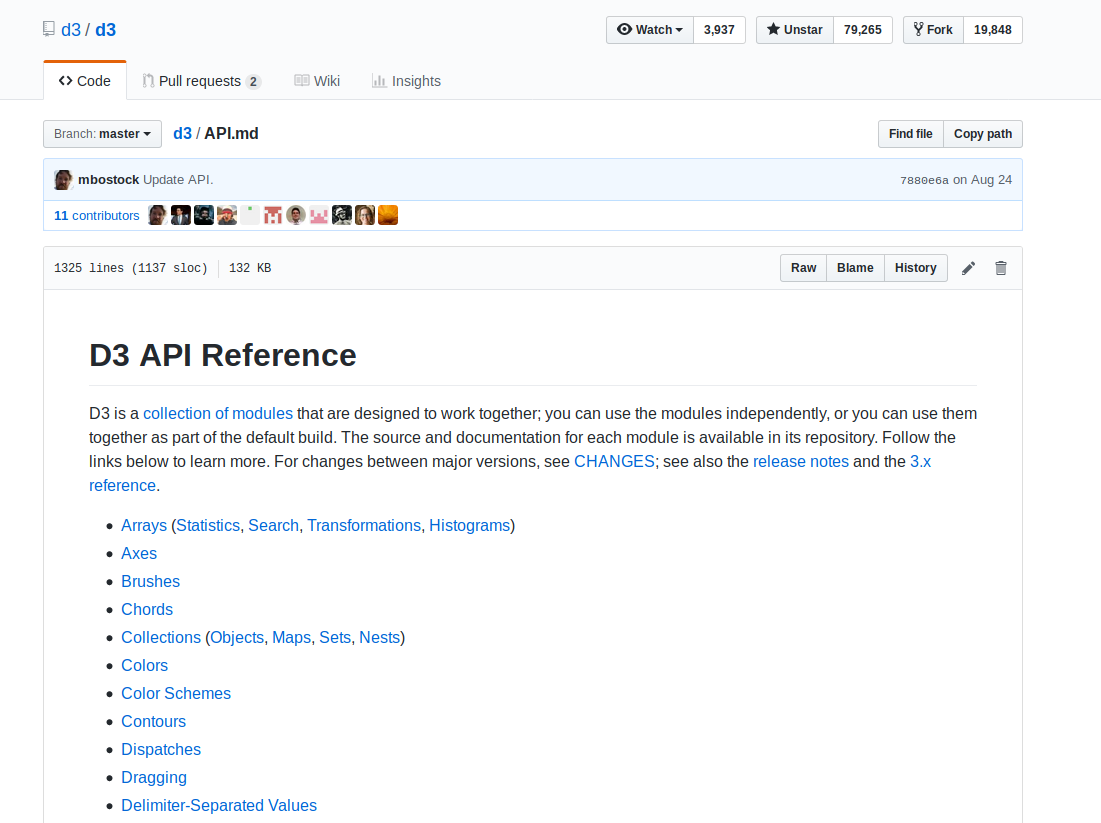 d3 / d3
Watch 3,937 Unstar 79,265 Fork 19,848
Code Pull requests 2 Wiki Insights
Branch: master d3 / API.md Find file Copy path
mbostock Update API. 7880e6a on Aug 24
11 contributors
1325 lines (1137 sloc) 132 KB Raw Blame History
D3 API Reference
D3 is a collection of modules that are designed to work together; you can use the modules independently, or you can use them
together as part of the default build. The source and documentation for each module is available in its repository. Follow the
links below to learn more. For changes between major versions, see CHANGES; see also the release notes and the 3.x
reference.
• Arrays (Statistics, Search, Transformations, Histograms)
• Axes
• Brushes
• Chords
• Collections (Objects, Maps, Sets, Nests)
• Colors
• Color Schemes
• Contours
• Dispatches
• Dragging
• Delimiter-Separated Values